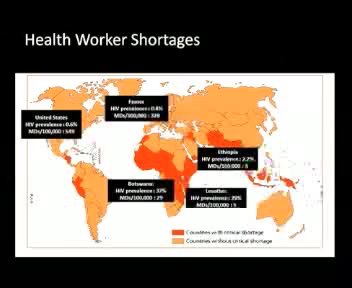 Health Worker Shortages
France
HIV prevalence : 0.4%
MDs/100,000 : 339
United States
HIV prevalence : 0.6%
MDs/100,000 : 549
Ethiopia
HIV prevalence : 2.2%
MDs/100,000 :
Botswana:
HIV prevalence : 37%
MDs/100,000 : 29
Lesotho:
HIV prevalence : 29%
MDs/100,000 : 5
Countries with critical shortage
Countries without critical shortage